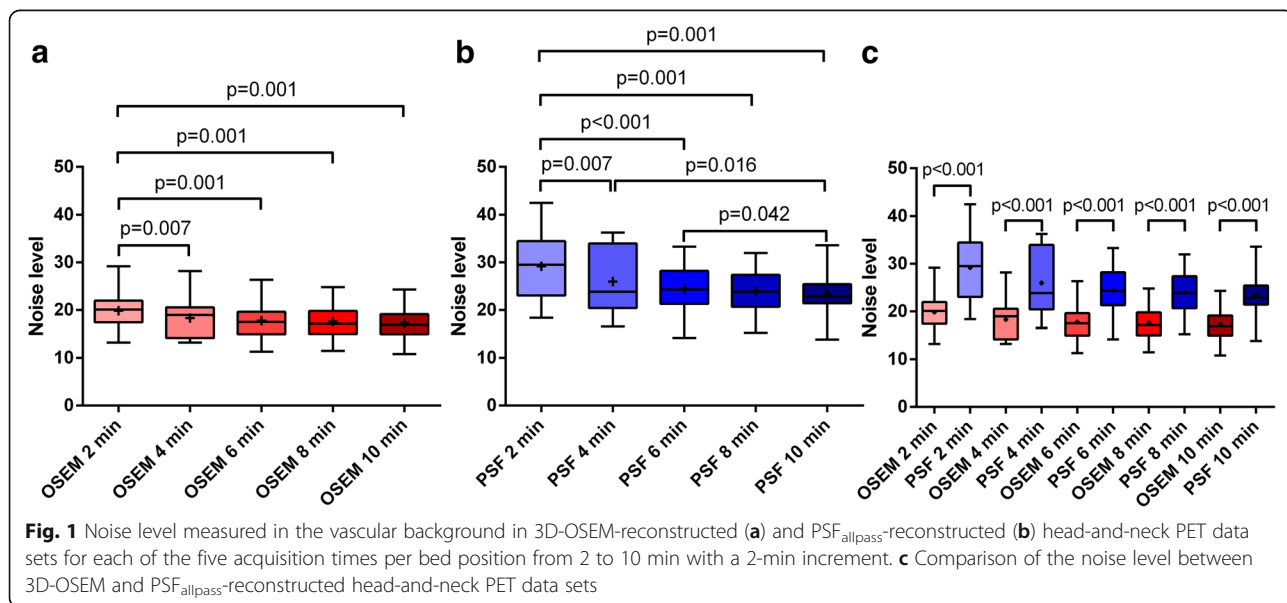 a
p=0.001
p=0.001
p=0.001
p=0.007
Noise level
50
40
30
20
10
0
OSEM 2 min
OSEM 4 min
OSEM 6 min
OSEM 8 min
OSEM 10 min
b
p=0.001
p=0.001
p<0.001
p=0.007
p=0.016
p=0.042
Noise level
50
40
30
20
10
0
PSF 2 min
PSF 4 min
PSF 6 min
PSF 8 min
PSF 10 min
c
p<0.001
p<0.001
p<0.001
p<0.001
p<0.001
Noise level
50
40
30
20
10
0
OSEM 2 min
PSF 2 min
OSEM 4 min
PSF 4 min
OSEM 6 min
PSF 6 min
OSEM 8 min
PSF 8 min
OSEM 10 min
PSF 10 min
Fig. 1 Noise level measured in the vascular background in 3D-OSEM-reconstructed (a) and PSFallpass-reconstructed (b) head-and-neck PET data
sets for each of the five acquisition times per bed position from 2 to 10 min with a 2-min increment. c Comparison of the noise level between
3D-OSEM and PSFallpass-reconstructed head-and-neck PET data sets